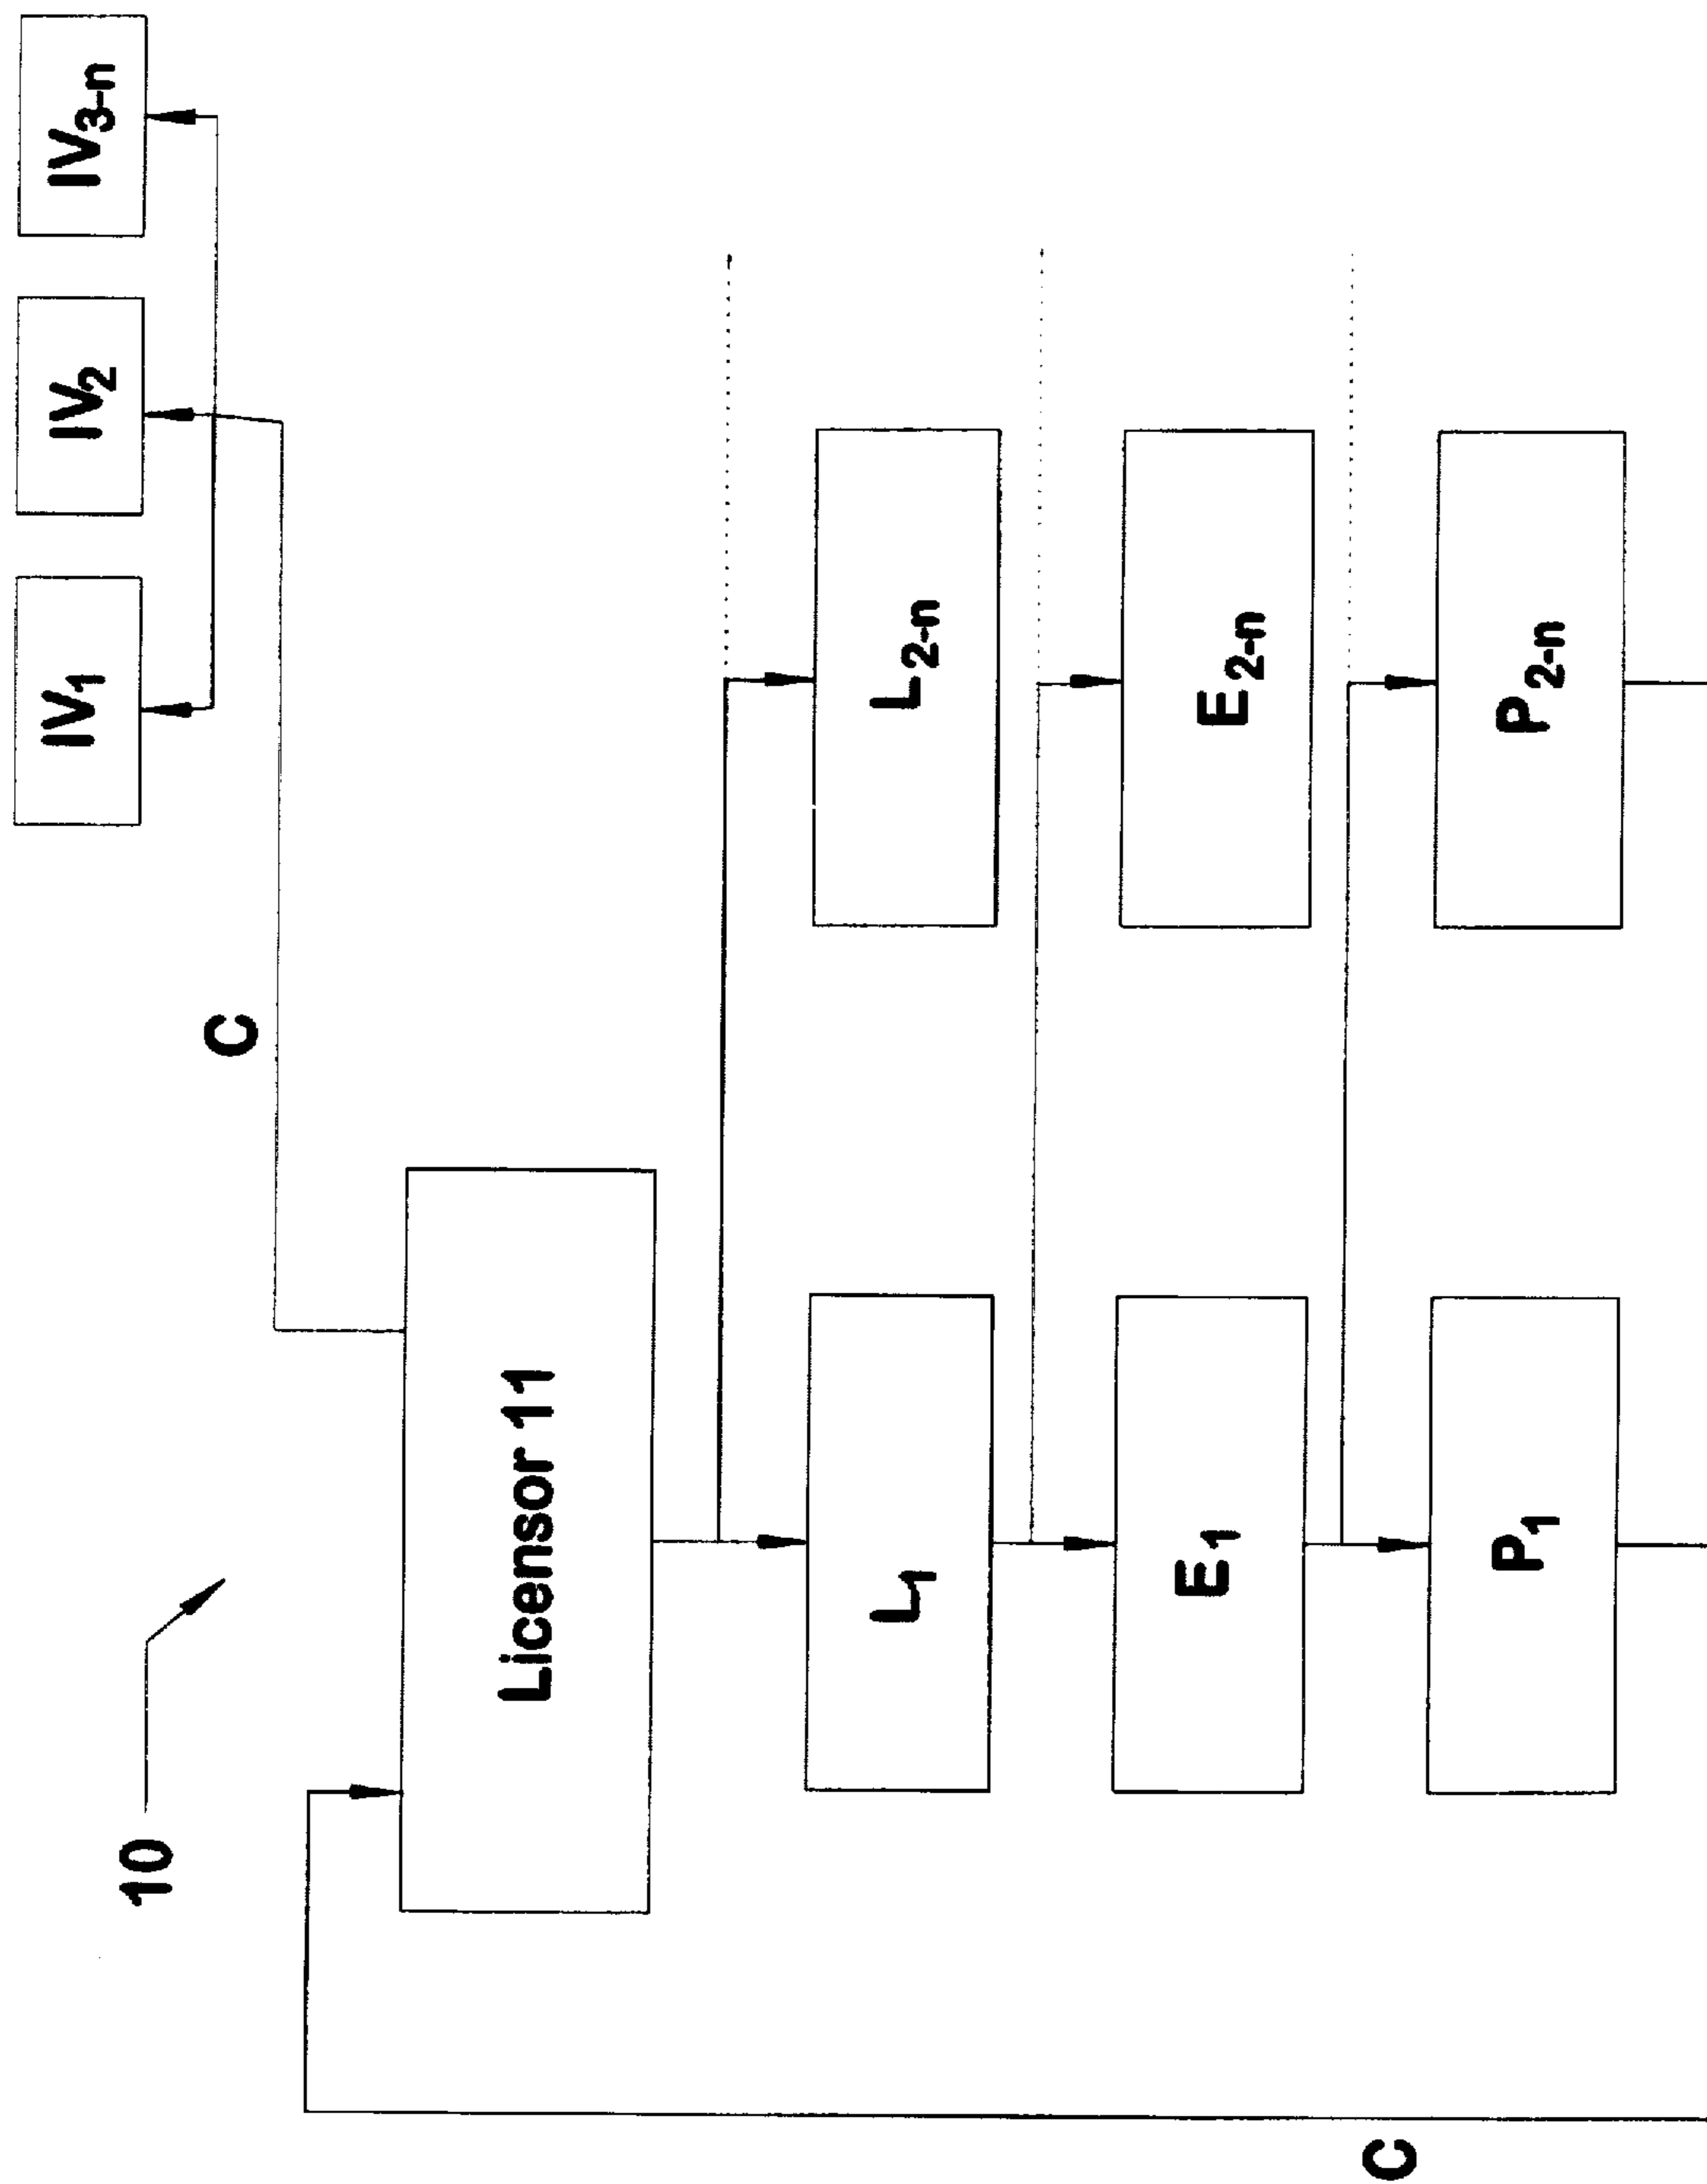 10
C
IV₁
IV₂
IV₃₋ₙ
Licensor 11
L₁
L₂₋ₙ
E₁
E₂₋ₙ
P₁
P₂₋ₙ
C